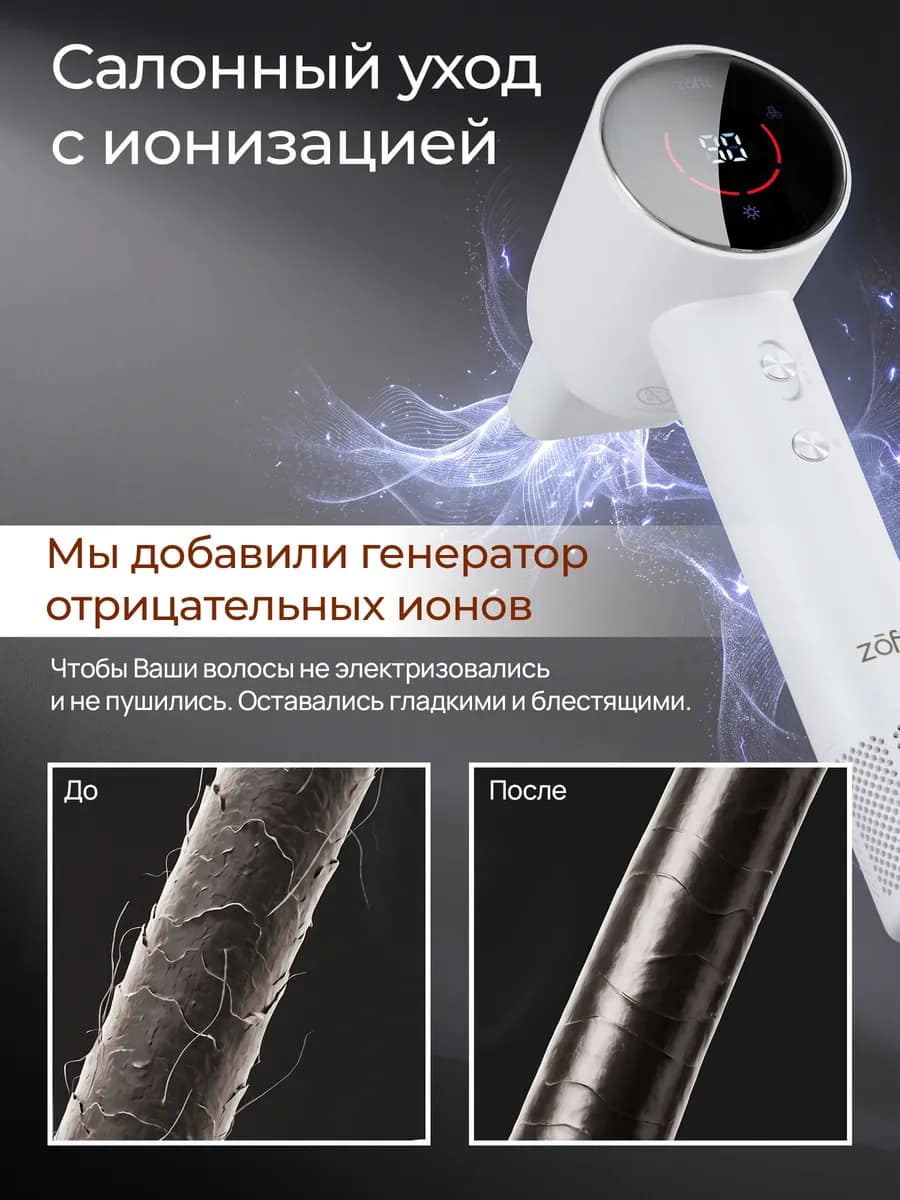 Салонный уход
с ионизацией
90
Мы добавили генератор
отрицательных ионов
Чтобы Ваши волосы не электризовались
и не пушились. Оставались гладкими и блестящими.
До
После